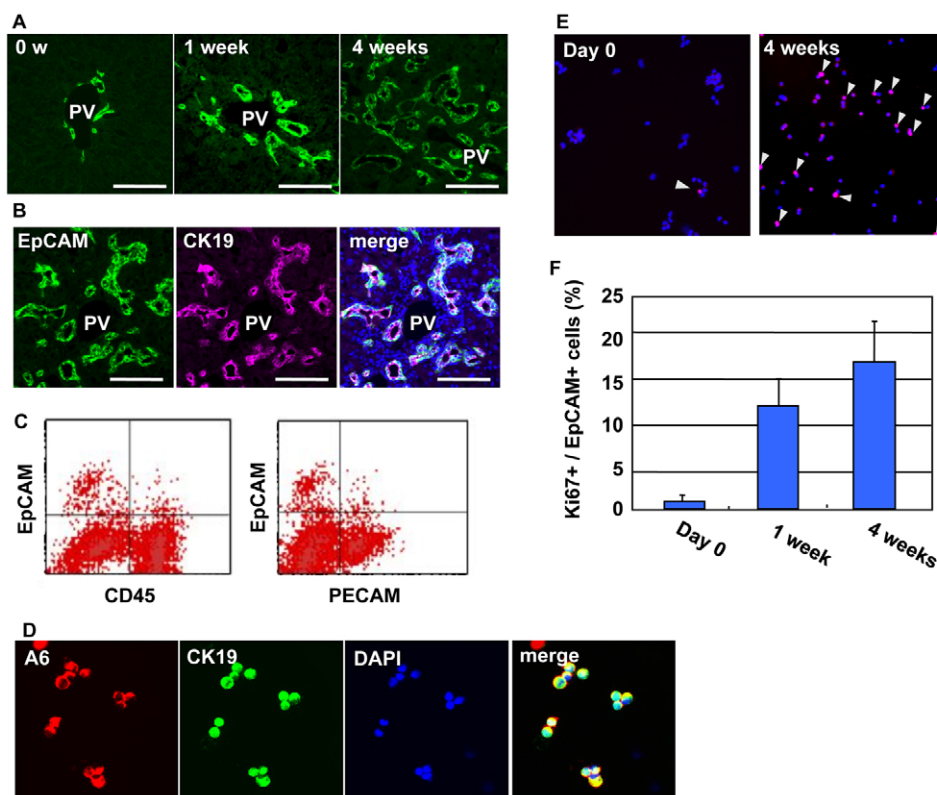 A
0 w
1 week
4 weeks
PV
PV
PV
B
EpCAM
CK19
merge
PV
PV
PV
C
EpCAM
CD45
EpCAM
PECAM
D
A6
CK19
DAPI
merge
E
Day 0
4 weeks
F
Ki67+ / EpCAM+ cells (%)
25
20
15
10
5
0
Day 0
1 week
4 weeks